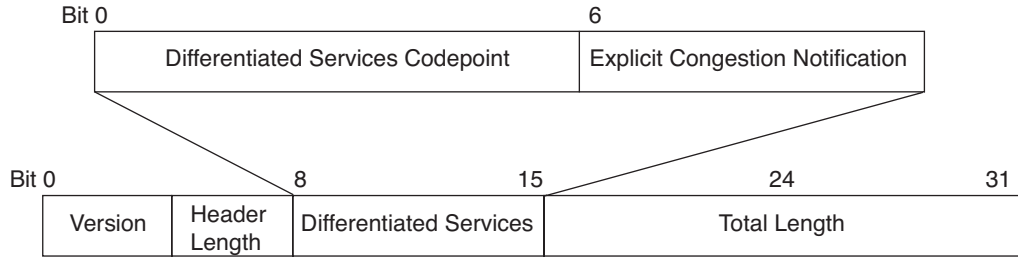 Bit 0 6
Differentiated Services Codepoint Explicit Congestion Notification
Bit 0 8 15 24 31
Version Header Length Differentiated Services Total Length